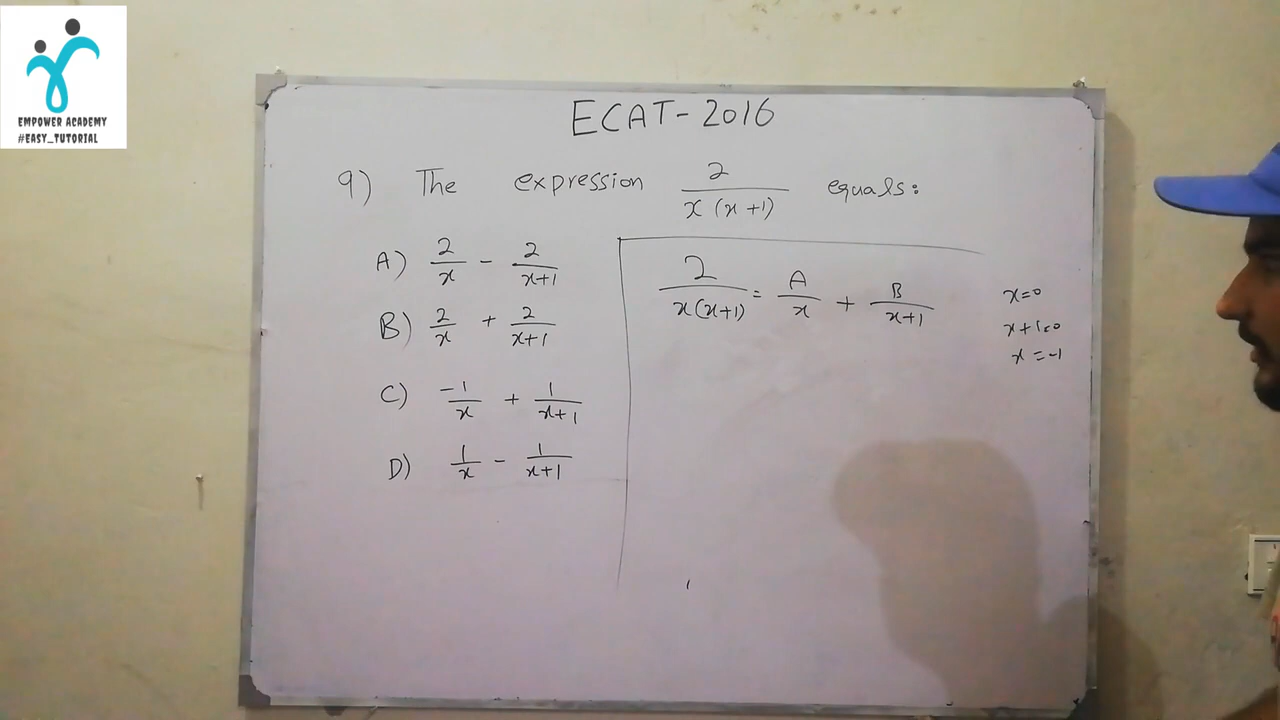 EMPOWER ACADEMY
#EASY_TUTORIAL
ECAT-2016
9) The expression 2/x(x+1) equals:
A) 2/x - 2/x+1
B) 2/x + 2/x+1
C) -1/x + 1/x+1
D) 1/x - 1/x+1
2/x(x+1) = A/x + B/x+1
x=0
x+1=0
x=-1